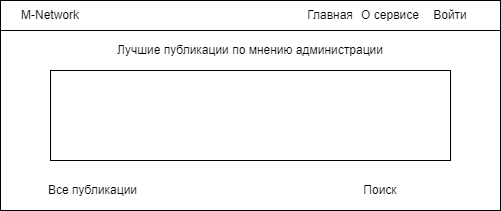 M-Network Главная О сервисе Войти
Лучшие публикации по мнению администрации
Все публикации Поиск